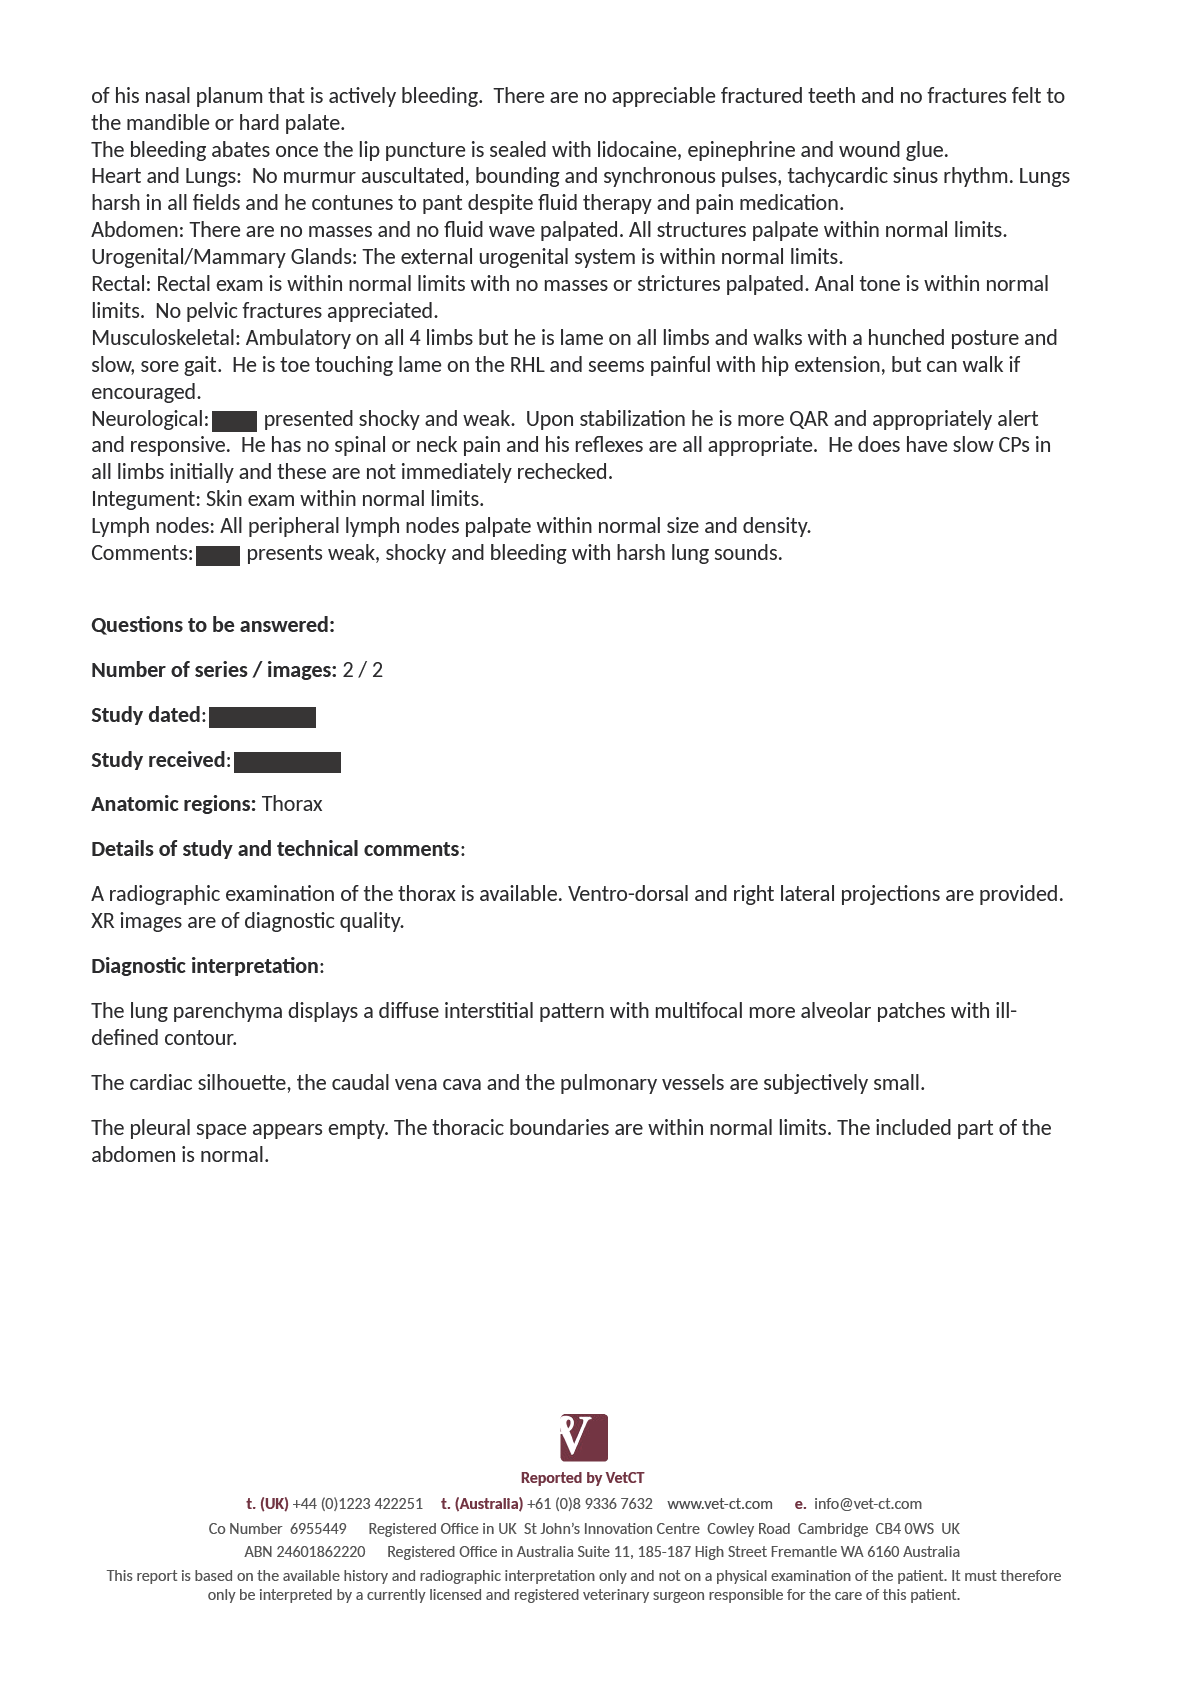 of his nasal planum that is actively bleeding.  There are no appreciable fractured teeth and no fractures felt to
the mandible or hard palate.
The bleeding abates once the lip puncture is sealed with lidocaine, epinephrine and wound glue.
Heart and Lungs:  No murmur auscultated, bounding and synchronous pulses, tachycardic sinus rhythm. Lungs
harsh in all fields and he contunes to pant despite fluid therapy and pain medication.
Abdomen: There are no masses and no fluid wave palpated. All structures palpate within normal limits.
Urogenital/Mammary Glands: The external urogenital system is within normal limits.
Rectal: Rectal exam is within normal limits with no masses or strictures palpated. Anal tone is within normal
limits.  No pelvic fractures appreciated.
Musculoskeletal: Ambulatory on all 4 limbs but he is lame on all limbs and walks with a hunched posture and
slow, sore gait.  He is toe touching lame on the RHL and seems painful with hip extension, but can walk if
encouraged.
Neurological: presented shocky and weak.  Upon stabilization he is more QAR and appropriately alert
and responsive.  He has no spinal or neck pain and his reflexes are all appropriate.  He does have slow CPs in
all limbs initially and these are not immediately rechecked.
Integument: Skin exam within normal limits.
Lymph nodes: All peripheral lymph nodes palpate within normal size and density.
Comments: presents weak, shocky and bleeding with harsh lung sounds.
Questions to be answered:
Number of series / images: 2 / 2
Study dated:
Study received:
Anatomic regions: Thorax
Details of study and technical comments:
A radiographic examination of the thorax is available. Ventro-dorsal and right lateral projections are provided.
XR images are of diagnostic quality.
Diagnostic interpretation:
The lung parenchyma displays a diffuse interstitial pattern with multifocal more alveolar patches with ill-
defined contour.
The cardiac silhouette, the caudal vena cava and the pulmonary vessels are subjectively small.
The pleural space appears empty. The thoracic boundaries are within normal limits. The included part of the
abdomen is normal.
V
Reported by VetCT
t. (UK) +44 (0)1223 422251    t. (Australia) +61 (0)8 9336 7632    www.vet-ct.com    e.  info@vet-ct.com
Co Number  6955449    Registered Office in UK  St John’s Innovation Centre  Cowley Road  Cambridge  CB4 0WS  UK
ABN 24601862220    Registered Office in Australia Suite 11, 185-187 High Street Fremantle WA 6160 Australia
This report is based on the available history and radiographic interpretation only and not on a physical examination of the patient. It must therefore
only be interpreted by a currently licensed and registered veterinary surgeon responsible for the care of this patient.